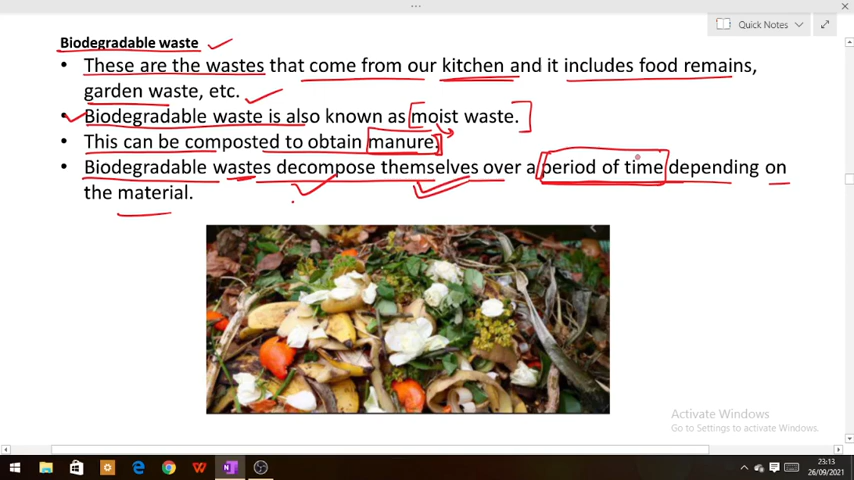 Quick Notes
Biodegradable waste
• These are the wastes that come from our kitchen and it includes food remains,
garden waste, etc.
• Biodegradable waste is also known as moist waste.
• This can be composted to obtain manure.
• Biodegradable wastes decompose themselves over a period of time depending on
the material.
Activate Windows
Go to Settings to activate Windows.
23:13
26/09/2021